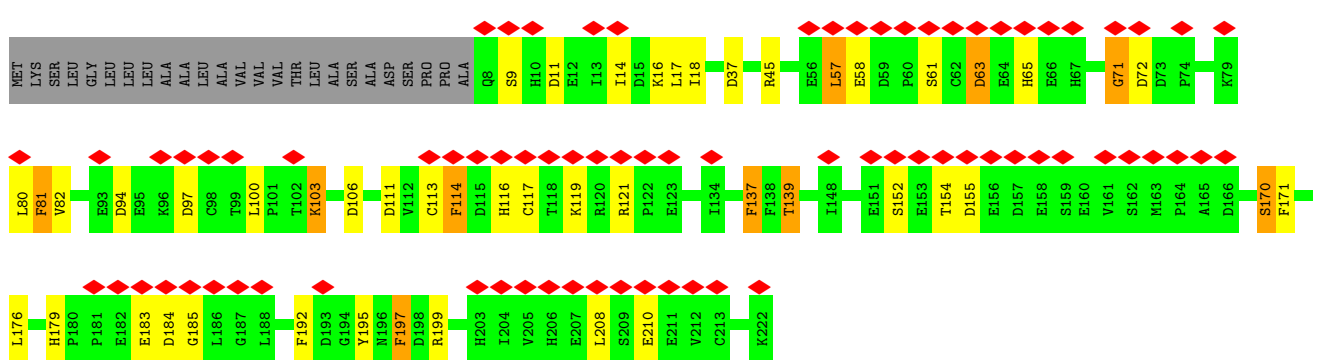 MET LYS SER LEU GLY LEU LEU LEU ALA ALA LEU ALA VAL VAL VAL THR LEU ALA SER ALA ASP SER PRO PRO ALA Q8 S9 H10 D11 E12 I13 I14 D15 K16 L17 I18 D37 R45 E56 L57 E58 D59 P60 S61 C62 D63 E64 H65 E66 H67 G71 D72 D73 P74 K79
L80 F81 V82 E93 D94 E95 K96 D97 C98 T99 L100 P101 T102 K103 D106 D111 V112 C113 F114 D115 H116 C117 T118 K119 R120 R121 P122 E123 I134 F137 F138 T139 I148 E151 S152 E153 T154 D155 E156 D157 E158 S159 E160 V161 S162 M163 P164 A165 D166 S170 F171
L176 H179 P180 P181 E182 E183 D184 G185 L186 G187 L188 F192 D193 G194 Y195 N196 F197 D198 R199 H203 I204 V205 H206 E207 L208 S209 E210 E211 V212 C213 K222